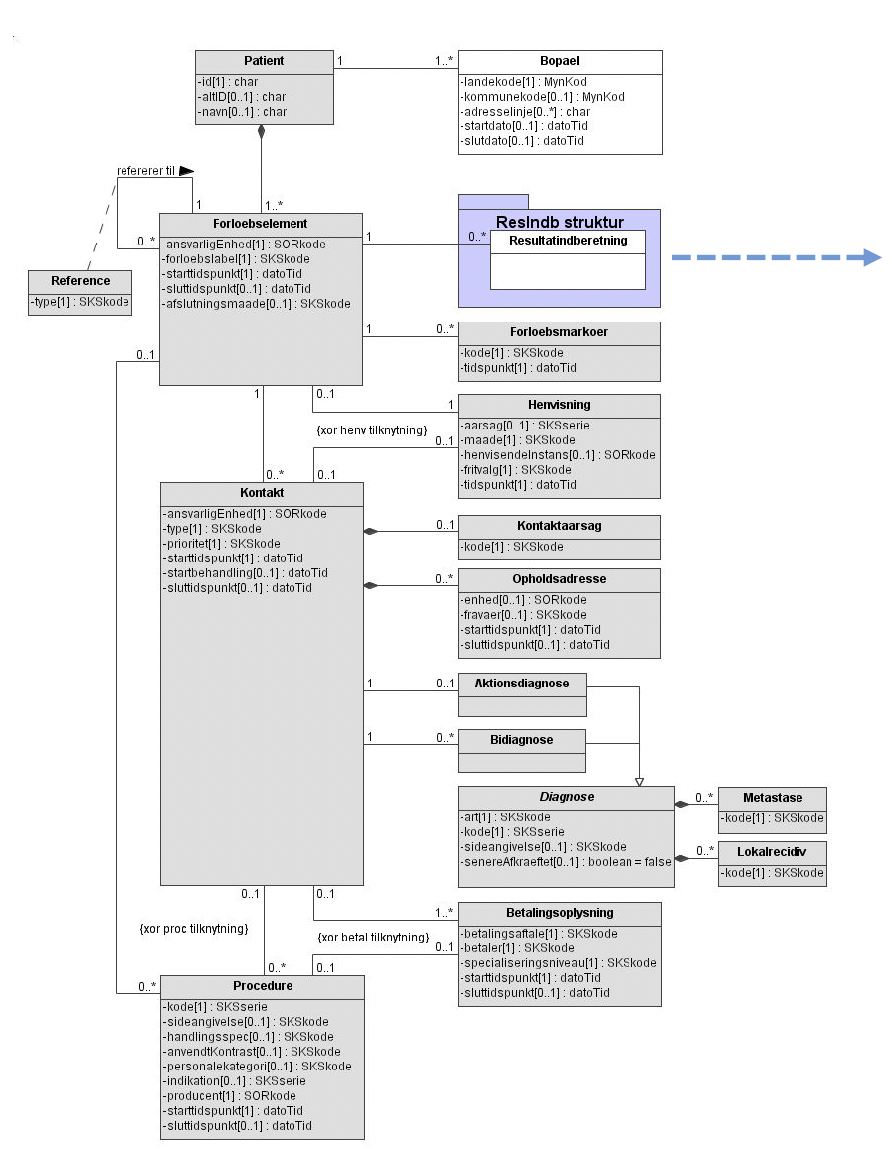 Patient
-id[1] : char
-altID[0..1] : char
-navn[0..1] : char
1
1..*
Bopael
-landekode[1] : MynKod
-kommunekode[0..1] : MynKod
-adresselinje[0..*] : char
-startdato[0..1] : datoTid
-slutdato[0..1] : datoTid
refererer til
1
1..*
0..*
Reference
-type[1] : SKSkode
Forloebselement
-ansvarligEnhed[1] : SORkode
-forloebslabel[1] : SKSkode
-starttidspunkt[1] : datoTid
-sluttidspunkt[0..1] : datoTid
-afslutningsmaade[0..1] : SKSkode
1
0..*
ResIndb struktur
Resultatindberetning
1
0..*
Forloebsmarkoer
-kode[1] : SKSkode
-tidspunkt[1] : datoTid
0..1
1
0..1
1
{xor henv tilknytning}
0..1
0..*
0..1
Henvisning
-aarsag[0..1] : SKSserie
-maade[1] : SKSkode
-henvisendeInstans[0..1] : SORkode
-fritvalg[1] : SKSkode
-tidspunkt[1] : datoTid
Kontakt
-ansvarligEnhed[1] : SORkode
-type[1] : SKSkode
-prioritet[1] : SKSkode
-starttidspunkt[1] : datoTid
-startbehandling[0..1] : datoTid
-sluttidspunkt[0..1] : datoTid
0..1
Kontaktaarsag
-kode[1] : SKSkode
0..*
Opholdsadresse
-enhed[0..1] : SORkode
-fravaer[0..1] : SKSkode
-starttidspunkt[1] : datoTid
-sluttidspunkt[0..1] : datoTid
1
0..1
Aktionsdiagnose
1
0..*
Bidiagnose
Diagnose
-art[1] : SKSkode
-kode[1] : SKSserie
-sideangivelse[0..1] : SKSkode
-senereAfkraeftet[0..1] : boolean = false
0..*
Metastase
-kode[1] : SKSkode
0..*
Lokalrecidiv
-kode[1] : SKSkode
0..1
0..1
1..*
{xor proc tilknytning}
{xor betal tilknytning}
0..1
0..*
0..1
0..*
Betalingsoplysning
-betalingsaftale[1] : SKSkode
-betaler[1] : SKSkode
-specialiseringsniveau[1] : SKSkode
-starttidspunkt[1] : datoTid
-sluttidspunkt[0..1] : datoTid
Procedure
-kode[1] : SKSserie
-sideangivelse[0..1] : SKSkode
-handlingsspec[0..1] : SKSkode
-anvendtKontrast[0..1] : SKSkode
-personalekategori[0..1] : SKSkode
-indikation[0..1] : SKSserie
-producent[1] : SORkode
-starttidspunkt[1] : datoTid
-sluttidspunkt[0..1] : datoTid